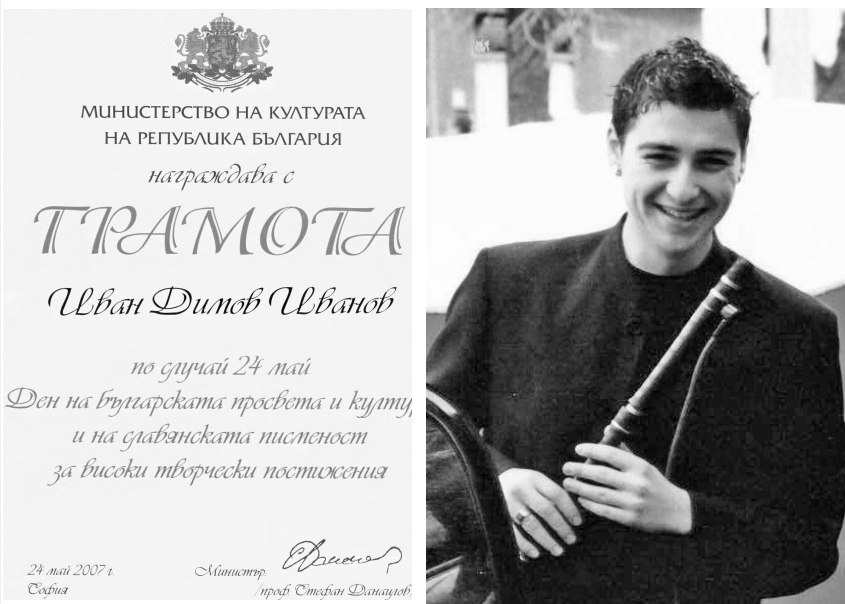 МИНИСТЕРСТВО НА КУЛТУРАТА
НА РЕПУБЛИКА БЪЛГАРИЯ
награждава с
ГРАМОТА
Иван Димов Иванов
по случай 24 май
Ден на българската просвета и култу
и на славянската писменост
за високи творчески постижения
24 май 2007 г.
София
Министър:
/проф. Стефан Данаилов/